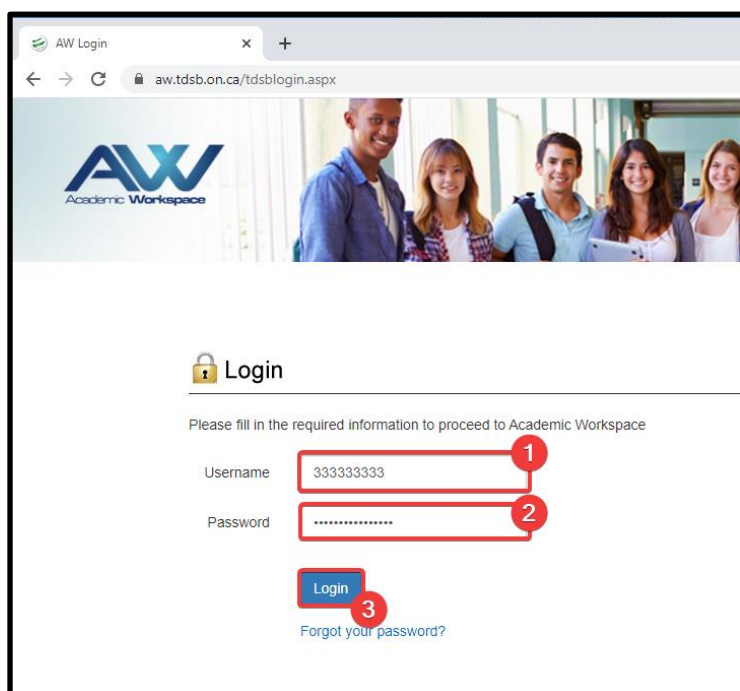 AW Login
aw.tdsb.on.ca/tdsblogin.aspx
AW
Academic Workspace
Login
Please fill in the required information to proceed to Academic Workspace
Username 333333333 1
Password •••••••••••••••• 2
Login 3
Forgot your password?